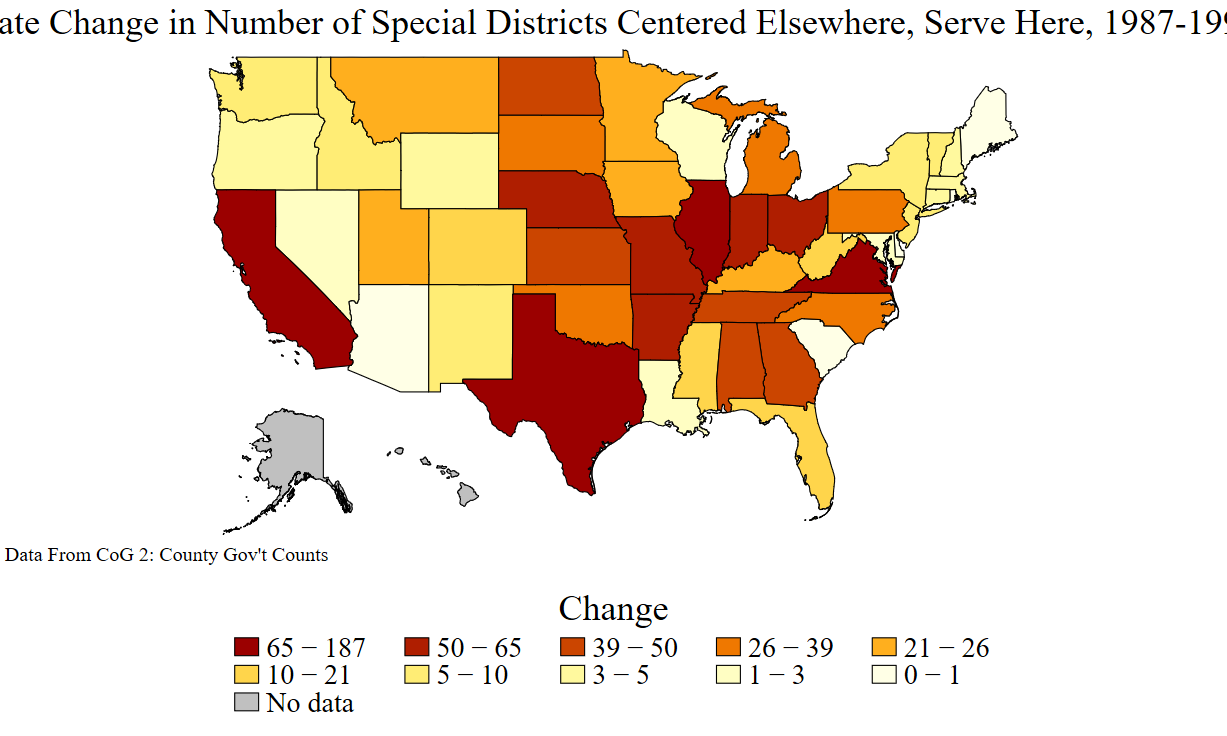 ate Change in Number of Special Districts Centered Elsewhere, Serve Here, 1987-199
Data From CoG 2: County Gov't Counts
Change
65 − 187 50 − 65 39 − 50 26 − 39 21 − 26
10 − 21 5 − 10 3 − 5 1 − 3 0 − 1
No data